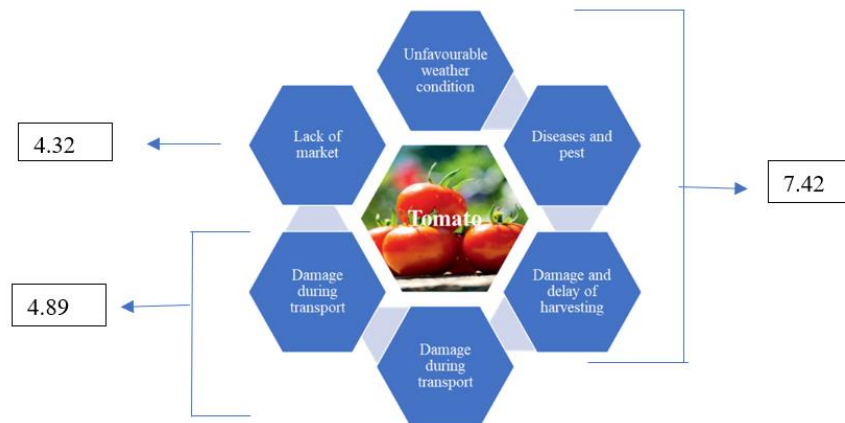 Unfavourable
weather
condition
Lack of
market
Diseases and
pest
4.32
7.42
Tomato
Damage
during
transport
Damage and
delay of
harvesting
4.89
Damage
during
transport